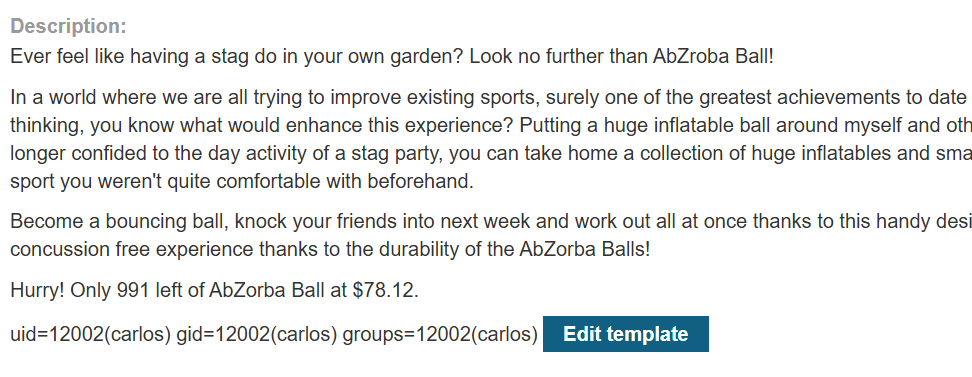 Description:
Ever feel like having a stag do in your own garden? Look no further than AbZroba Ball!
In a world where we are all trying to improve existing sports, surely one of the greatest achievements to date
thinking, you know what would enhance this experience? Putting a huge inflatable ball around myself and oth
longer confided to the day activity of a stag party, you can take home a collection of huge inflatables and sma
sport you weren't quite comfortable with beforehand.
Become a bouncing ball, knock your friends into next week and work out all at once thanks to this handy desi
concussion free experience thanks to the durability of the AbZorba Balls!
Hurry! Only 991 left of AbZorba Ball at $78.12.
uid=12002(carlos) gid=12002(carlos) groups=12002(carlos) Edit template